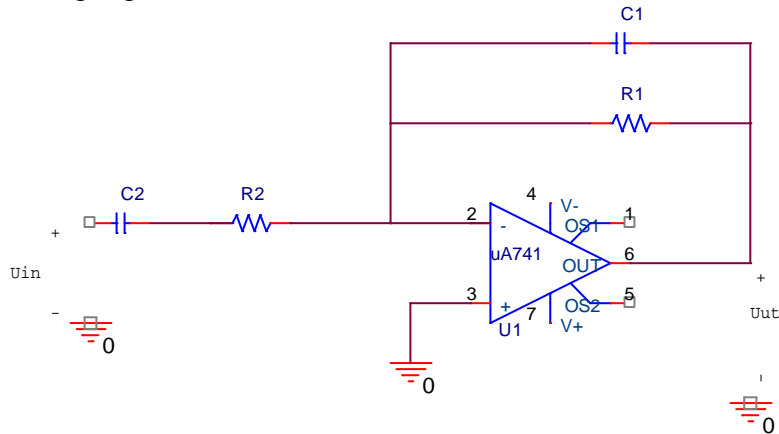 C1
R1
C2
R2
4
V-
1
2
-
OS1
+
uA741
6
OUT
Uin
3
+
5
+
OS2
-
7
U1
V+
Uut
0
0
-
0